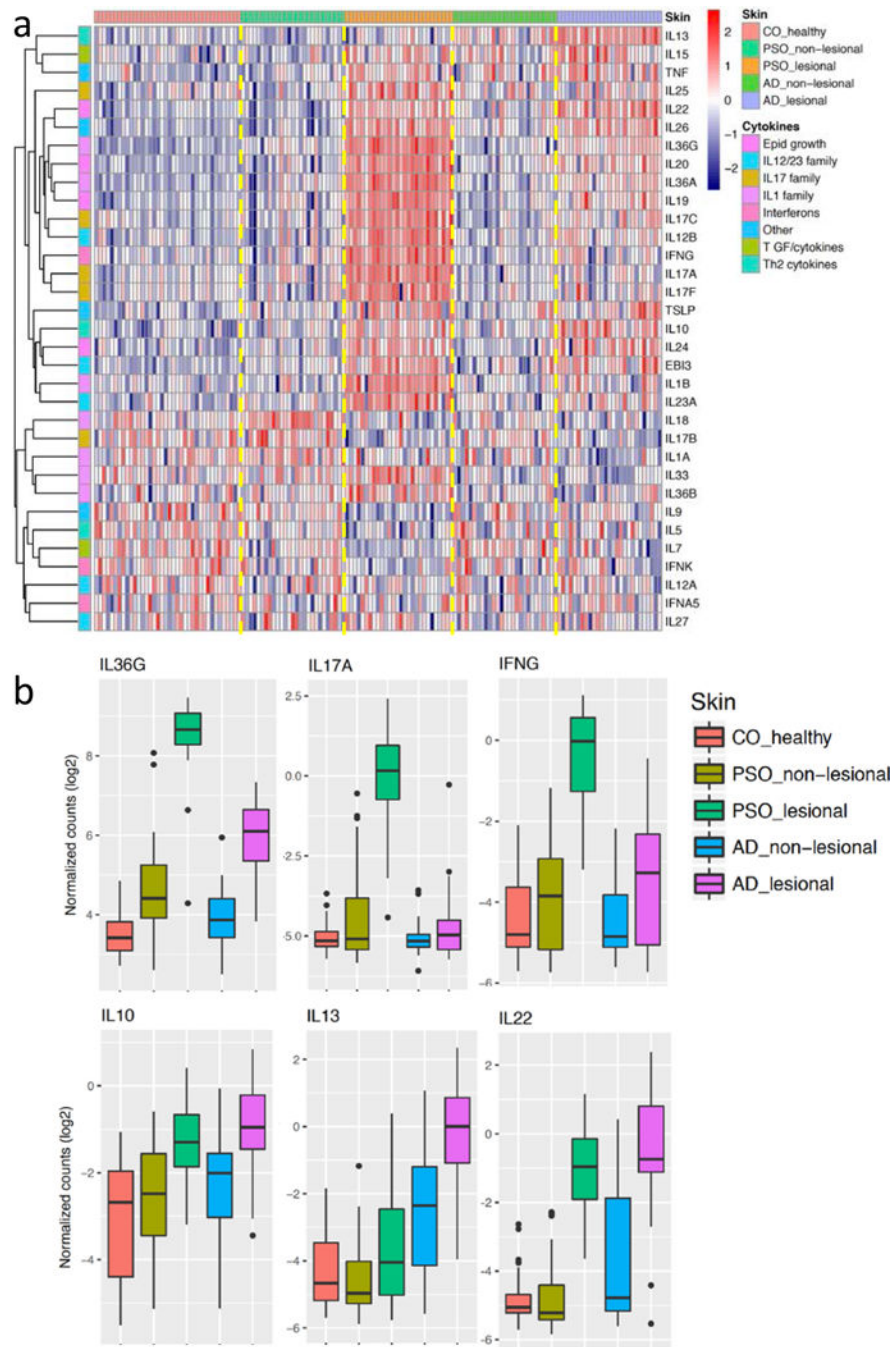 a
Skin
IL13
IL15
TNF
IL25
IL22
IL26
IL36G
IL20
IL36A
IL19
IL17C
IL12B
IFNG
IL17A
IL17F
TSLP
IL10
IL24
EBI3
IL1B
IL23A
IL18
IL17B
IL1A
IL33
IL36B
IL9
IL5
IL7
IFNK
IL12A
IFNA5
IL27
2
1
0
−1
−2
Skin
CO_healthy
PSO_non-lesional
PSO_lesional
AD_non-lesional
AD_lesional
Cytokines
Epid growth
IL12/23 family
IL17 family
IL1 family
Interferons
Other
T GF/cytokines
Th2 cytokines
b
IL36G
Normalized counts (log2)
8
6
4
IL17A
2.5
0.0
-2.5
-5.0
IFNG
0
-2
-4
-6
Skin
CO_healthy
PSO_non-lesional
PSO_lesional
AD_non-lesional
AD_lesional
IL10
Normalized counts (log2)
0
-2
-4
IL13
2
0
-2
-4
-6
IL22
2
0
-2
-4
-6